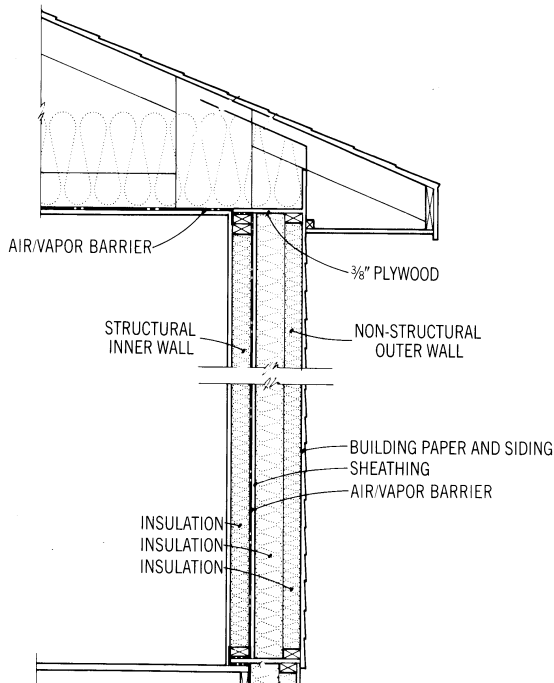 AIR/VAPOR BARRIER
⅜" PLYWOOD
STRUCTURAL
INNER WALL
NON-STRUCTURAL
OUTER WALL
BUILDING PAPER AND SIDING
SHEATHING
AIR/VAPOR BARRIER
INSULATION
INSULATION
INSULATION